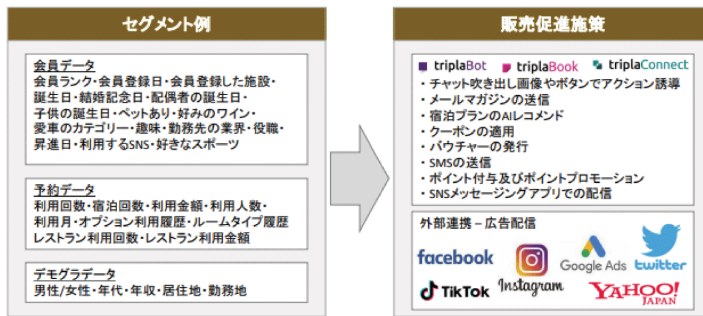 セグメント例
会員データ
会員ランク・会員登録日・会員登録した施設・
誕生日・結婚記念日・配偶者の誕生日・
子供の誕生日・ペットあり・好みのワイン・
愛車のカテゴリー・趣味・勤務先の業界・役職・
昇進日・利用するSNS・好きなスポーツ
予約データ
利用回数・宿泊回数・利用金額・利用人数・
利用月・オプション利用履歴・ルームタイプ履歴
レストラン利用回数・レストラン利用金額
デモグラデータ
男性/女性・年代・年収・居住地・勤務地
販売促進施策
triplaBot triplaBook triplaConnect
・チャット吹き出し画像やボタンでアクション誘導
・メールマガジンの送信
・宿泊プランのAIレコメンド
・クーポンの適用
・バウチャーの発行
・SMSの送信
・ポイント付与及びポイントプロモーション
・SNSメッセージングアプリでの配信
外部連携 – 広告配信
facebook Instagram Google Ads twitter
TikTok YAHOO!
JAPAN